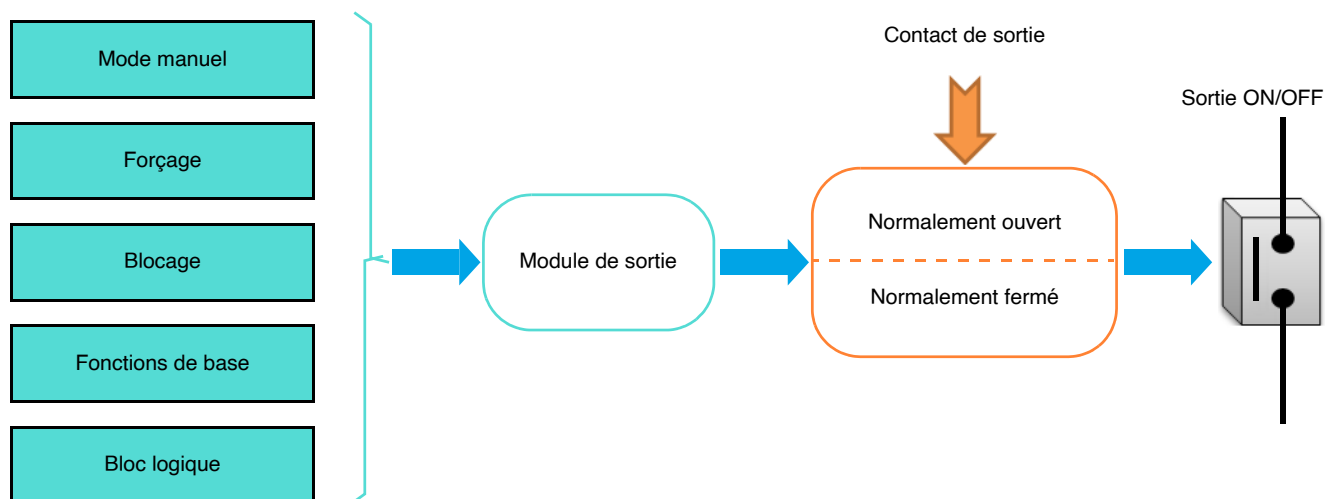 Mode manuel
Forçage
Blocage
Fonctions de base
Bloc logique
Module de sortie
Contact de sortie
Normalement ouvert
Normalement fermé
Sortie ON/OFF